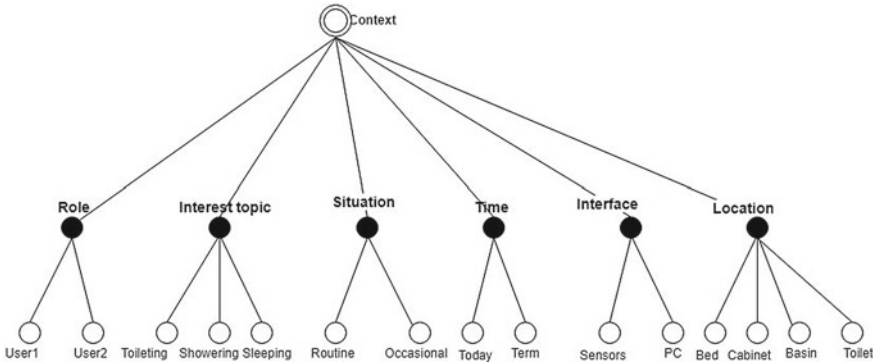 Context
Role
Interest topic
Situation
Time
Interface
Location
User1
User2
Toileting
Showering
Sleeping
Routine
Occasional
Today
Term
Sensors
PC
Bed
Cabinet
Basin
Toilet